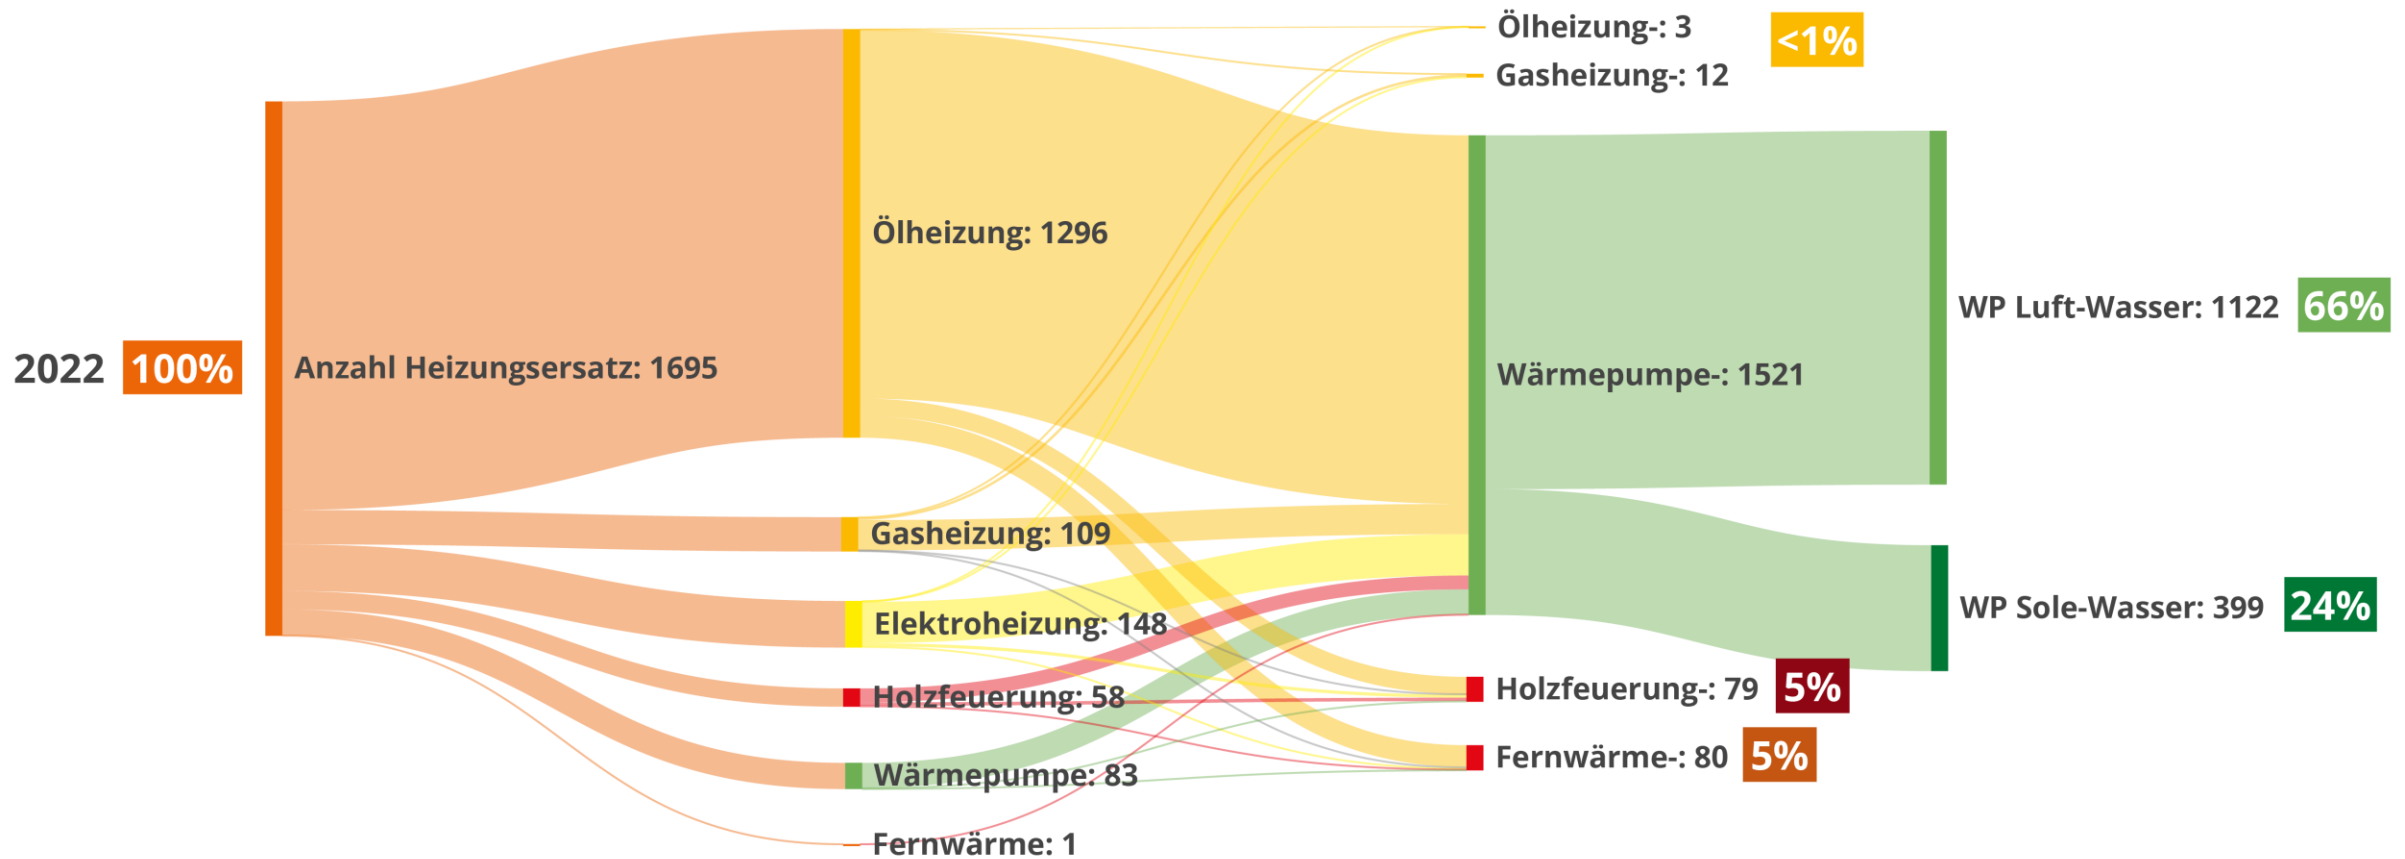 2022 100%
Anzahl Heizungsersatz: 1695
Ölheizung: 1296
Gasheizung: 109
Elektroheizung: 148
Holzfeuerung: 58
Wärmepumpe: 83
Fernwärme: 1
Ölheizung-: 3
Gasheizung-: 12
<1%
Wärmepumpe-: 1521
Holzfeuerung-: 79 5%
Fernwärme-: 80 5%
WP Luft-Wasser: 1122 66%
WP Sole-Wasser: 399 24%